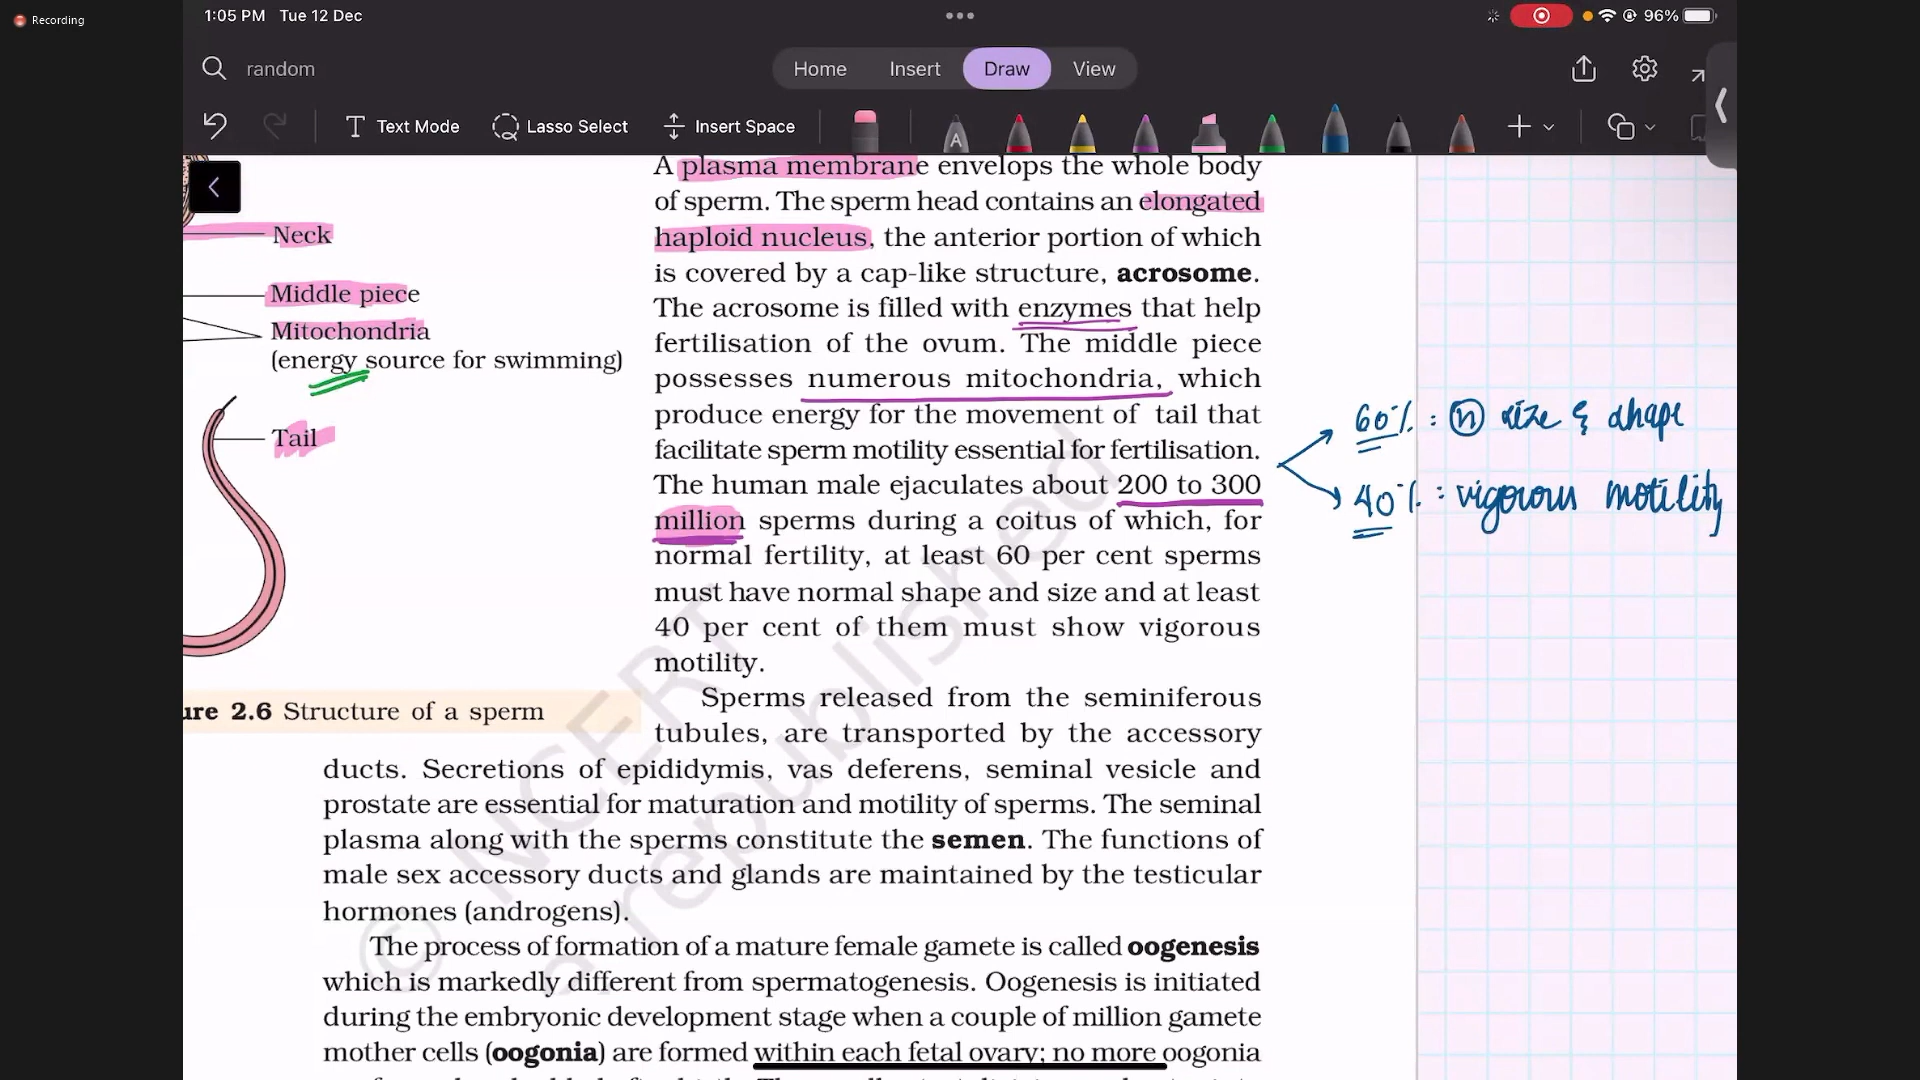 Recording
1:05 PM Tue 12 Dec
96%
random
Home Insert Draw View
Text Mode Lasso Select Insert Space
A
Neck
Middle piece
Mitochondria
(energy source for swimming)
Tail
ure 2.6 Structure of a sperm
A plasma membrane envelops the whole body
of sperm. The sperm head contains an elongated
haploid nucleus, the anterior portion of which
is covered by a cap-like structure, acrosome.
The acrosome is filled with enzymes that help
fertilisation of the ovum. The middle piece
possesses numerous mitochondria, which
produce energy for the movement of tail that
facilitate sperm motility essential for fertilisation.
The human male ejaculates about 200 to 300
million sperms during a coitus of which, for
normal fertility, at least 60 per cent sperms
must have normal shape and size and at least
40 per cent of them must show vigorous
motility.
60% : n size & shape
40% : vigorous motility
Sperms released from the seminiferous
tubules, are transported by the accessory
ducts. Secretions of epididymis, vas deferens, seminal vesicle and
prostate are essential for maturation and motility of sperms. The seminal
plasma along with the sperms constitute the semen. The functions of
male sex accessory ducts and glands are maintained by the testicular
hormones (androgens).
The process of formation of a mature female gamete is called oogenesis
which is markedly different from spermatogenesis. Oogenesis is initiated
during the embryonic development stage when a couple of million gamete
mother cells (oogonia) are formed within each fetal ovary; no more oogonia
© NCERT
republished